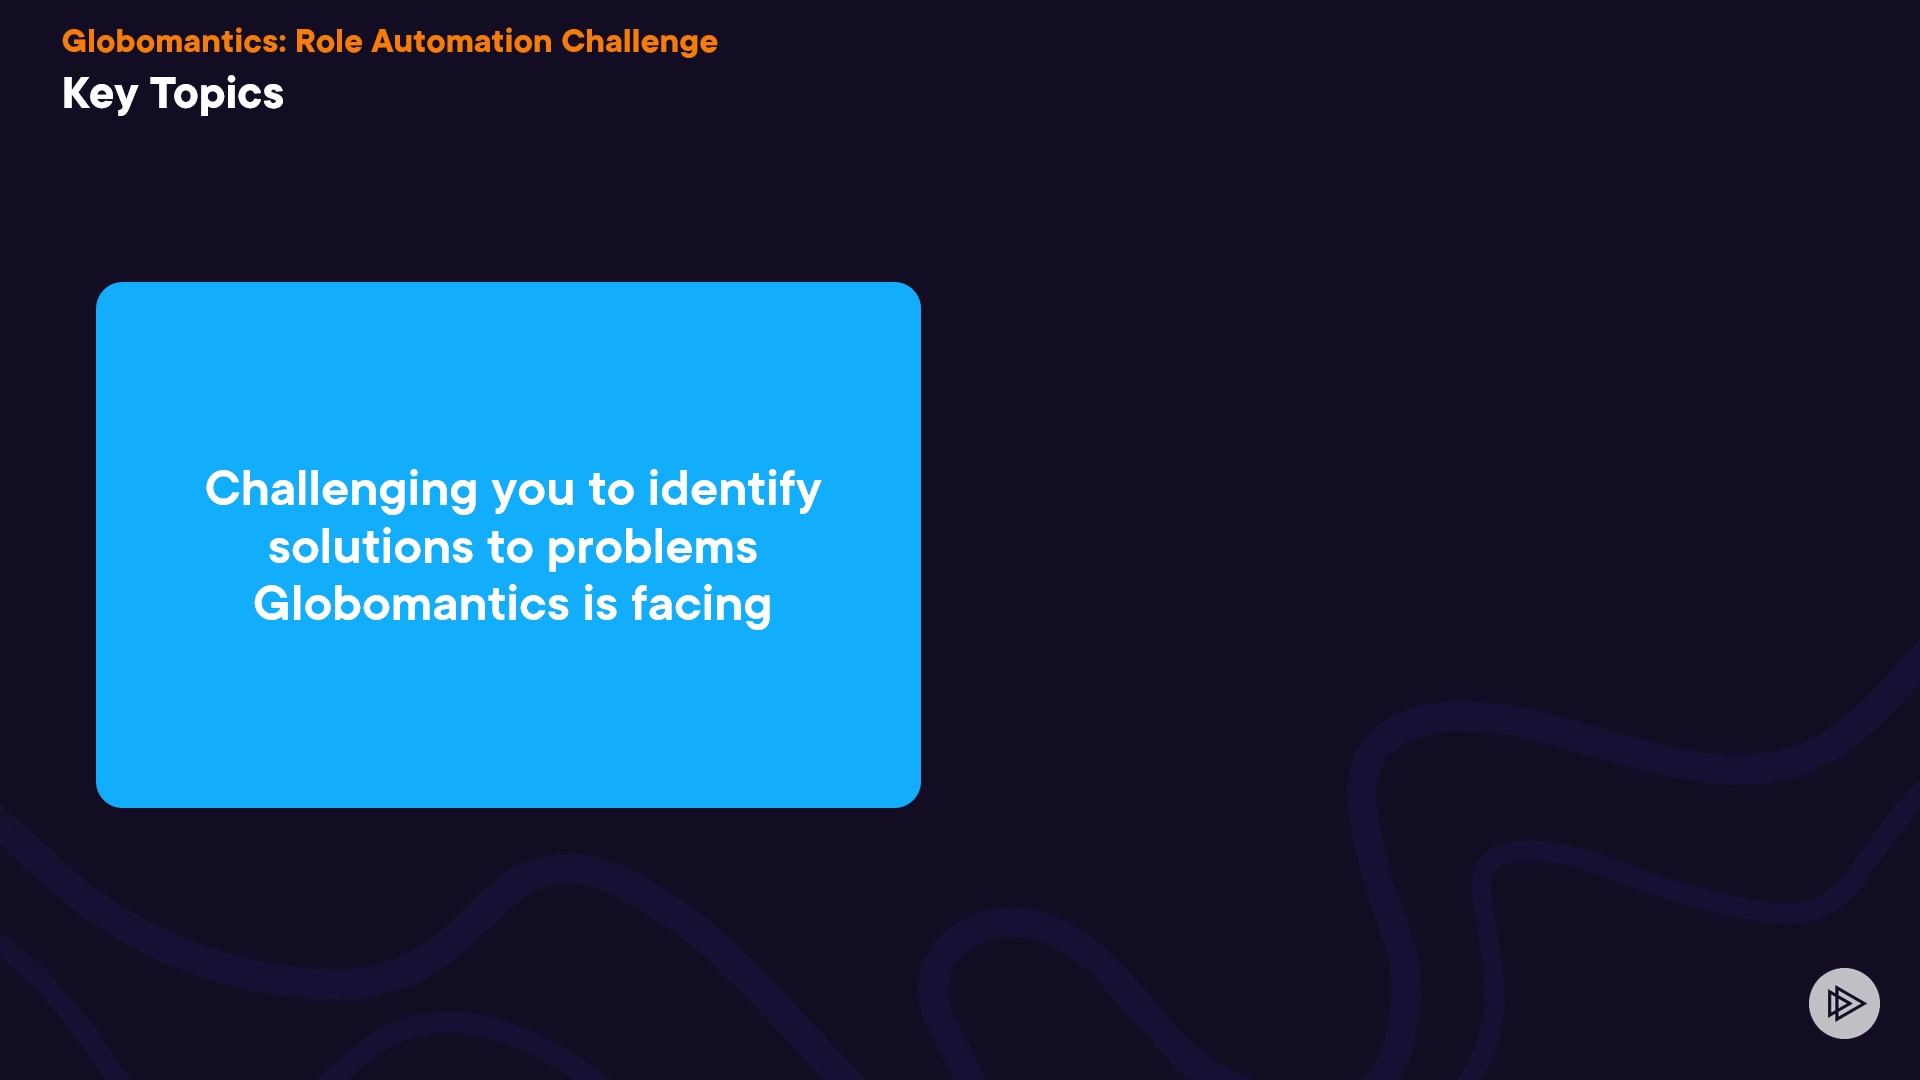 Globomantics: Role Automation Challenge
Key Topics
Challenging you to identify
solutions to problems
Globomantics is facing